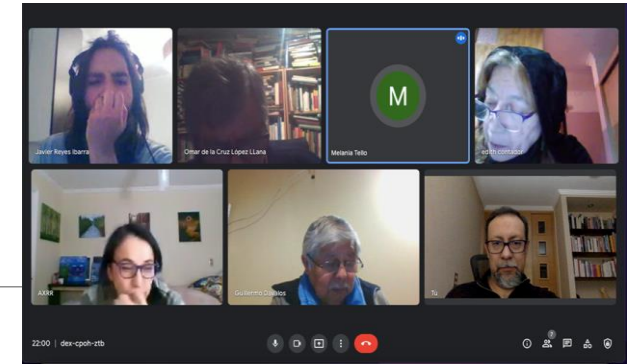 Javier Reyes Ibarra
Omar de la Cruz López LLana
M
Melania Tello
edith contador
AXRR
Guillermo Dávalos
Tú
22:00 | dex-cpoh-ztb
7